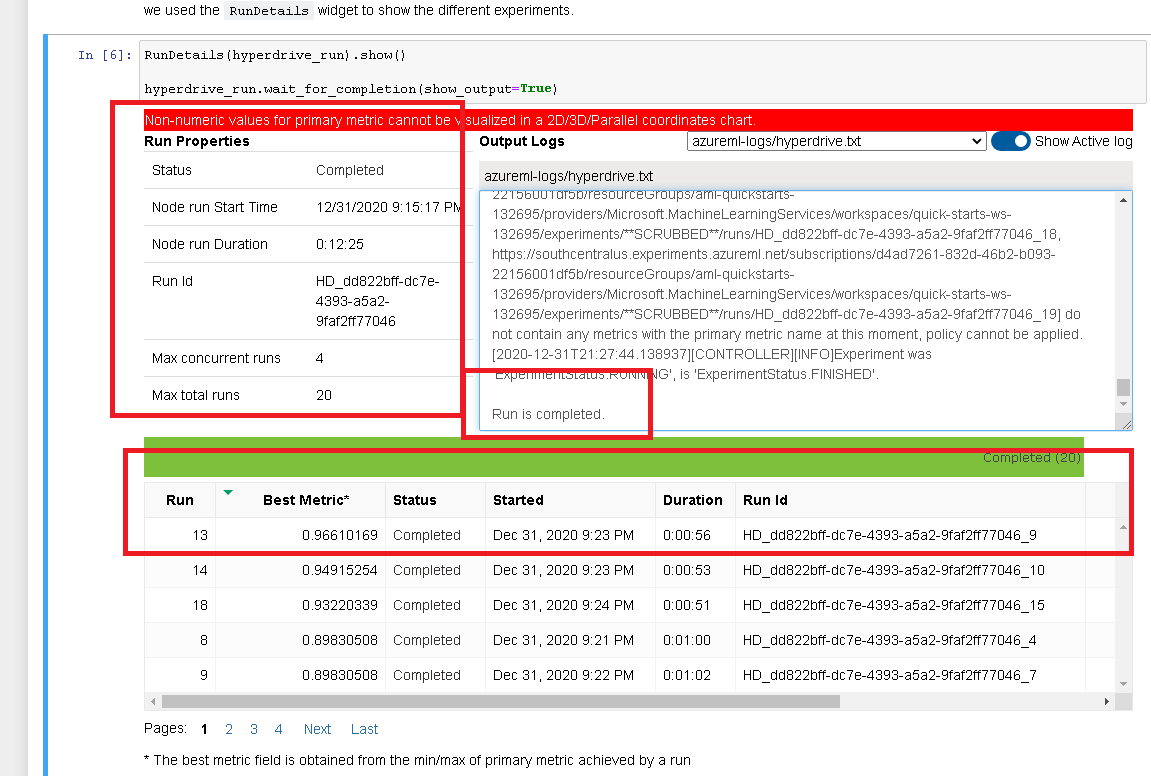 we used the RunDetails widget to show the different experiments.
In [6]:
RunDetails(hyperdrive_run).show()
hyperdrive_run.wait_for_completion(show_output=True)
Non-numeric values for primary metric cannot be visualized in a 2D/3D/Parallel coordinates chart.
Run Properties
Status Completed
Node run Start Time 12/31/2020 9:15:17 PM
Node run Duration 0:12:25
Run Id HD_dd822bff-dc7e-
4393-a5a2-
9faf2ff77046
Max concurrent runs 4
Max total runs 20
Output Logs azureml-logs/hyperdrive.txt Show Active log
azureml-logs/hyperdrive.txt
22156001df5b/resourceGroups/aml-quickstarts-
132695/providers/Microsoft.MachineLearningServices/workspaces/quick-starts-ws-
132695/experiments/**SCRUBBED**/runs/HD_dd822bff-dc7e-4393-a5a2-9faf2ff77046_18,
https://southcentralus.experiments.azureml.net/subscriptions/d4ad7261-832d-46b2-b093-
22156001df5b/resourceGroups/aml-quickstarts-
132695/providers/Microsoft.MachineLearningServices/workspaces/quick-starts-ws-
132695/experiments/**SCRUBBED**/runs/HD_dd822bff-dc7e-4393-a5a2-9faf2ff77046_19] do
not contain any metrics with the primary metric name at this moment, policy cannot be applied.
[2020-12-31T21:27:44.138937][CONTROLLER][INFO]Experiment was
'ExperimentStatus.RUNNING', is 'ExperimentStatus.FINISHED'.
Run is completed.
Completed (20)
Run Best Metric* Status Started Duration Run Id
13 0.96610169 Completed Dec 31, 2020 9:23 PM 0:00:56 HD_dd822bff-dc7e-4393-a5a2-9faf2ff77046_9
14 0.94915254 Completed Dec 31, 2020 9:23 PM 0:00:53 HD_dd822bff-dc7e-4393-a5a2-9faf2ff77046_10
18 0.93220339 Completed Dec 31, 2020 9:24 PM 0:00:51 HD_dd822bff-dc7e-4393-a5a2-9faf2ff77046_15
8 0.89830508 Completed Dec 31, 2020 9:21 PM 0:01:00 HD_dd822bff-dc7e-4393-a5a2-9faf2ff77046_4
9 0.89830508 Completed Dec 31, 2020 9:22 PM 0:01:02 HD_dd822bff-dc7e-4393-a5a2-9faf2ff77046_7
Pages: 1 2 3 4 Next Last
* The best metric field is obtained from the min/max of primary metric achieved by a run